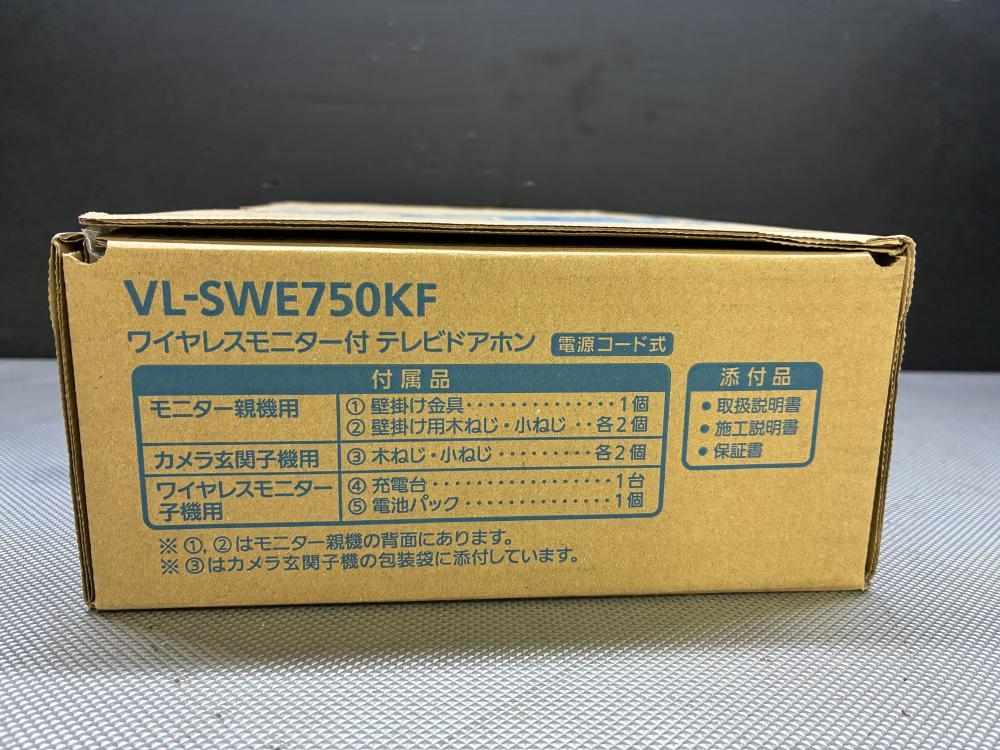 VL-SWE750KF
ワイヤレスモニター付 テレビドアホン 電源コード式
付属品
モニター親機用
① 壁掛け金具・・・・・・・・・・・・・・1個
② 壁掛け用木ねじ・小ねじ・・各2個
カメラ玄関子機用
③ 木ねじ・小ねじ・・・・・・・・・各2個
ワイヤレスモニター
子機用
④ 充電台・・・・・・・・・・・・・・・・・1台
⑤ 電池パック・・・・・・・・・・・・・・1個
添付品
● 取扱説明書
● 施工説明書
● 保証書
※ ①, ②はモニター親機の背面にあります。
※ ③はカメラ玄関子機の包装袋に添付しています。